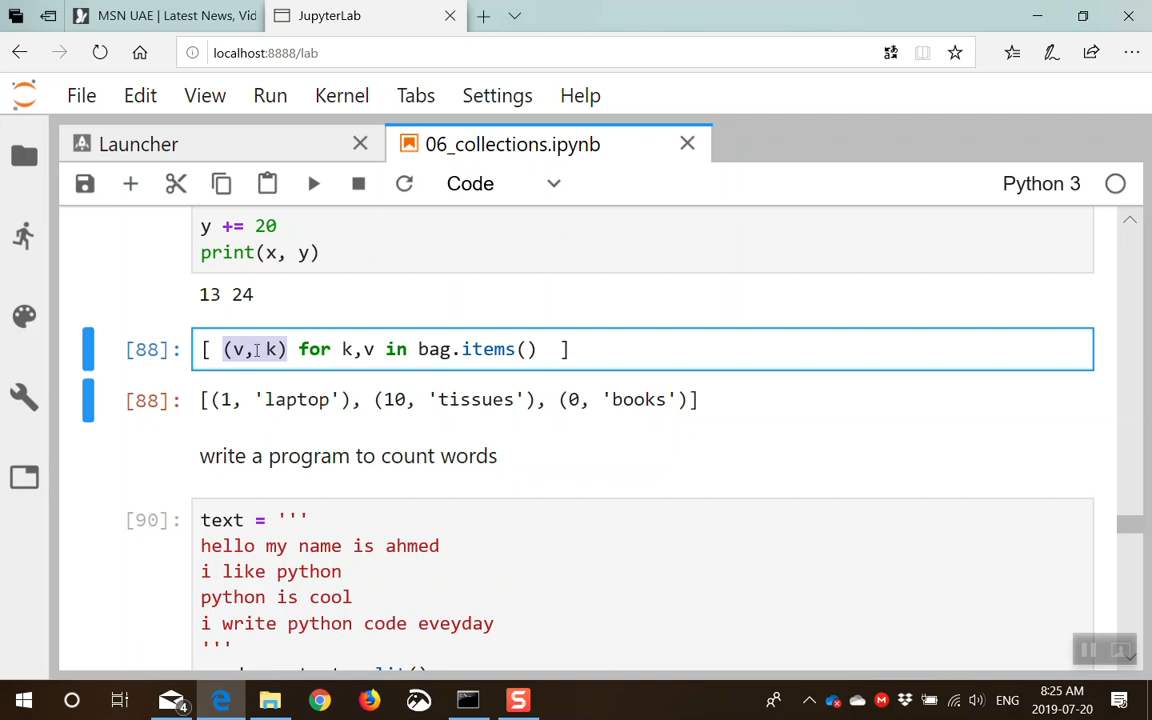 MSN UAE | Latest News, Vid
JupyterLab
localhost:8888/lab
File Edit View Run Kernel Tabs Settings Help
Launcher
06_collections.ipynb
Code
Python 3
y += 20
print(x, y)
13 24
[88]: [ (v, k) for k,v in bag.items() ]
[88]: [(1, 'laptop'), (10, 'tissues'), (0, 'books')]
write a program to count words
[90]: text = '''
hello my name is ahmed
i like python
python is cool
i write python code eveyday
'''
4
ENG
8:25 AM
2019-07-20